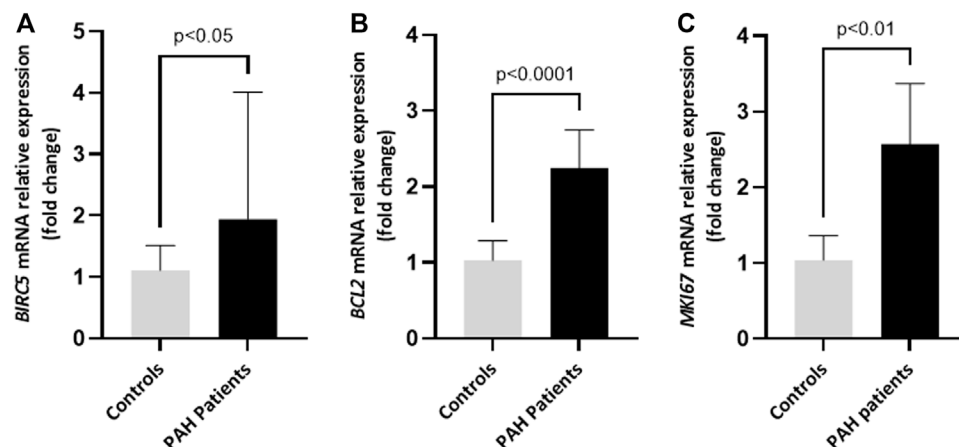 A
BIRC5 mRNA relative expression
(fold change)
5
4
3
2
1
0
p<0.05
Controls
PAH Patients
B
BCL2 mRNA relative expression
(fold change)
4
3
2
1
0
p<0.0001
Controls
PAH Patients
C
MKI67 mRNA relative expression
(fold change)
4
3
2
1
0
p<0.01
Controls
PAH patients